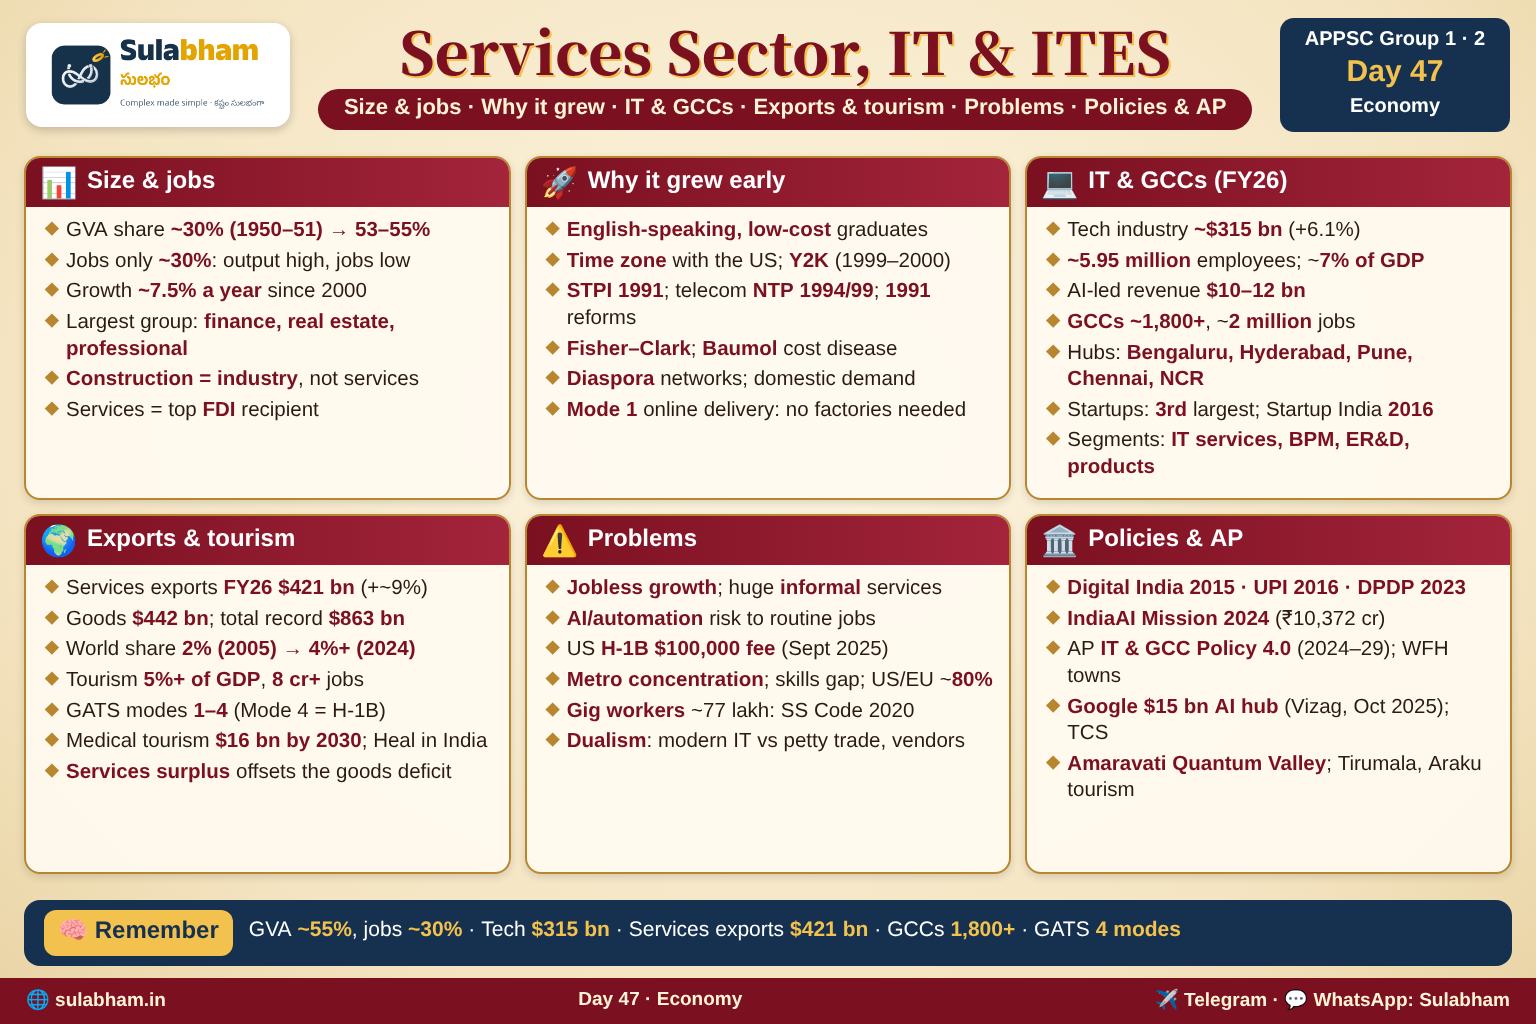 Sulabham
సులభం
Complex made simple · కష్టం సులభంగా
Services Sector, IT & ITES
Size & jobs · Why it grew · IT & GCCs · Exports & tourism · Problems · Policies & AP
APPSC Group 1 · 2
Day 47
Economy
Size & jobs
GVA share ~30% (1950–51) → 53–55%
Jobs only ~30%: output high, jobs low
Growth ~7.5% a year since 2000
Largest group: finance, real estate,
professional
Construction = industry, not services
Services = top FDI recipient
Why it grew early
English-speaking, low-cost graduates
Time zone with the US; Y2K (1999–2000)
STPI 1991; telecom NTP 1994/99; 1991
reforms
Fisher–Clark; Baumol cost disease
Diaspora networks; domestic demand
Mode 1 online delivery: no factories needed
IT & GCCs (FY26)
Tech industry ~$315 bn (+6.1%)
~5.95 million employees; ~7% of GDP
AI-led revenue $10–12 bn
GCCs ~1,800+, ~2 million jobs
Hubs: Bengaluru, Hyderabad, Pune,
Chennai, NCR
Startups: 3rd largest; Startup India 2016
Segments: IT services, BPM, ER&D,
products
Exports & tourism
Services exports FY26 $421 bn (+~9%)
Goods $442 bn; total record $863 bn
World share 2% (2005) → 4%+ (2024)
Tourism 5%+ of GDP, 8 cr+ jobs
GATS modes 1–4 (Mode 4 = H-1B)
Medical tourism $16 bn by 2030; Heal in India
Services surplus offsets the goods deficit
Problems
Jobless growth; huge informal services
AI/automation risk to routine jobs
US H-1B $100,000 fee (Sept 2025)
Metro concentration; skills gap; US/EU ~80%
Gig workers ~77 lakh: SS Code 2020
Dualism: modern IT vs petty trade, vendors
Policies & AP
Digital India 2015 · UPI 2016 · DPDP 2023
IndiaAI Mission 2024 (₹10,372 cr)
AP IT & GCC Policy 4.0 (2024–29); WFH
towns
Google $15 bn AI hub (Vizag, Oct 2025);
TCS
Amaravati Quantum Valley; Tirumala, Araku
tourism
Remember
GVA ~55%, jobs ~30% · Tech $315 bn · Services exports $421 bn · GCCs 1,800+ · GATS 4 modes
sulabham.in
Day 47 · Economy
Telegram · WhatsApp: Sulabham